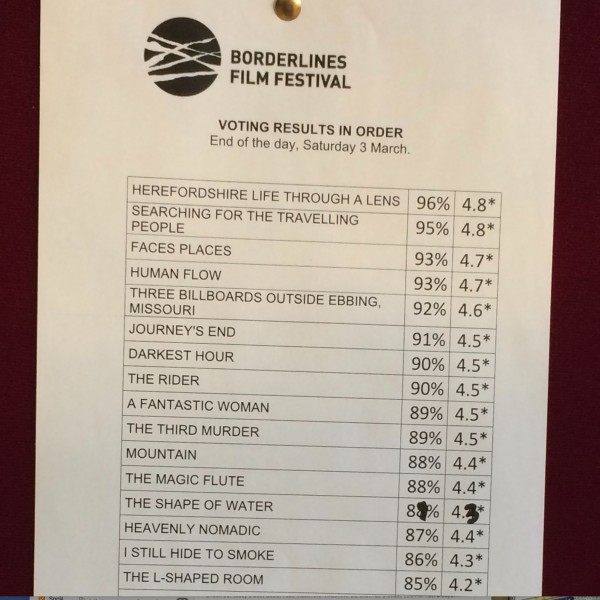 BORDERLINES
FILM FESTIVAL
VOTING RESULTS IN ORDER
End of the day, Saturday 3 March.
HEREFORDSHIRE LIFE THROUGH A LENS 96% 4.8*
SEARCHING FOR THE TRAVELLING
PEOPLE 95% 4.8*
FACES PLACES 93% 4.7*
HUMAN FLOW 93% 4.7*
THREE BILLBOARDS OUTSIDE EBBING,
MISSOURI 92% 4.6*
JOURNEY'S END 91% 4.5*
DARKEST HOUR 90% 4.5*
THE RIDER 90% 4.5*
A FANTASTIC WOMAN 89% 4.5*
THE THIRD MURDER 89% 4.5*
MOUNTAIN 88% 4.4*
THE MAGIC FLUTE 88% 4.4*
THE SHAPE OF WATER 4.3*
HEAVENLY NOMADIC 87% 4.4*
I STILL HIDE TO SMOKE 86% 4.3*
THE L-SHAPED ROOM 85% 4.2*